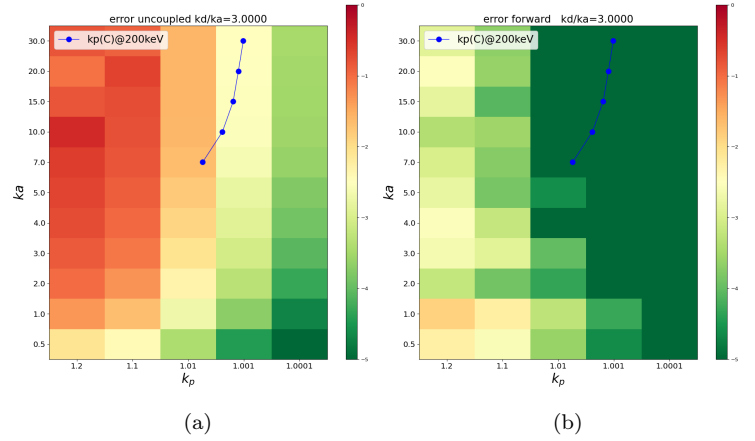 error uncoupled kd/ka=3.0000
kp(C)@200keV
30.0
20.0
15.0
10.0
7.0
5.0
4.0
3.0
2.0
1.0
0.5
ka
1.2 1.1 1.01 1.001 1.0001
k_p
0
−1
−2
−3
−4
−5
(a)
error forward kd/ka=3.0000
kp(C)@200keV
30.0
20.0
15.0
10.0
7.0
5.0
4.0
3.0
2.0
1.0
0.5
ka
1.2 1.1 1.01 1.001 1.0001
k_p
0
−1
−2
−3
−4
−5
(b)